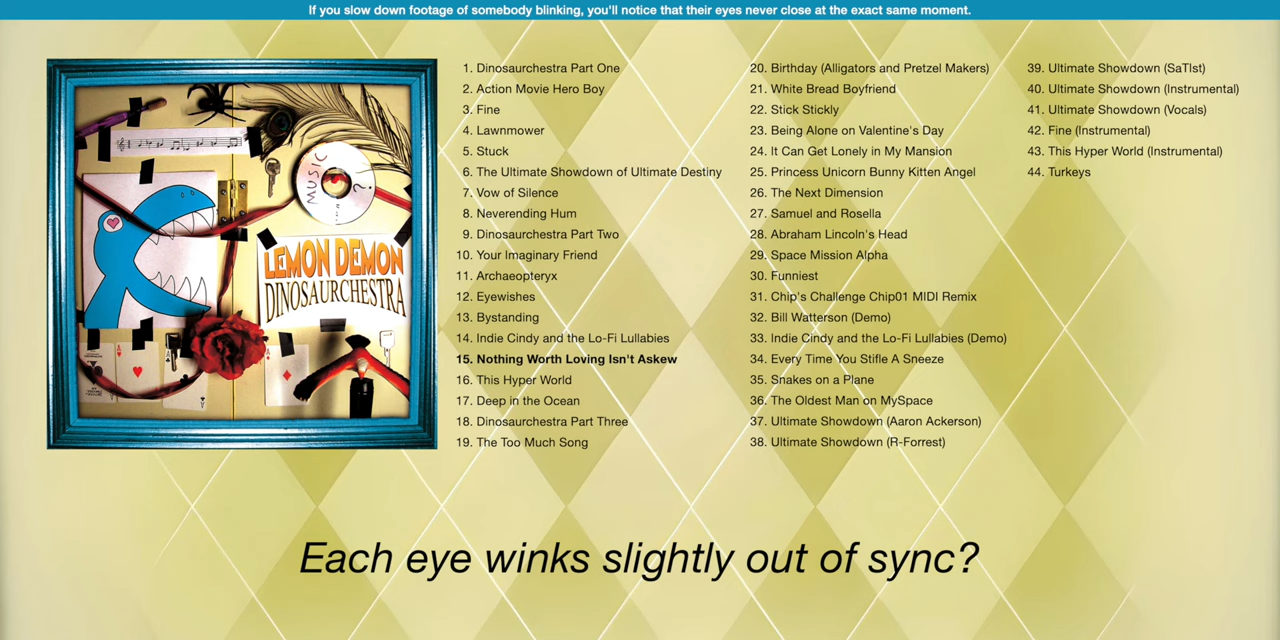 If you slow down footage of somebody blinking, you'll notice that their eyes never close at the exact same moment.
MUSIC
LEMON DEMON
DINOSAURCHESTRA
1. Dinosaurchestra Part One
2. Action Movie Hero Boy
3. Fine
4. Lawnmower
5. Stuck
6. The Ultimate Showdown of Ultimate Destiny
7. Vow of Silence
8. Neverending Hum
9. Dinosaurchestra Part Two
10. Your Imaginary Friend
11. Archaeopteryx
12. Eyewishes
13. Bystanding
14. Indie Cindy and the Lo-Fi Lullabies
15. Nothing Worth Loving Isn't Askew
16. This Hyper World
17. Deep in the Ocean
18. Dinosaurchestra Part Three
19. The Too Much Song
20. Birthday (Alligators and Pretzel Makers)
21. White Bread Boyfriend
22. Stick Stickly
23. Being Alone on Valentine's Day
24. It Can Get Lonely in My Mansion
25. Princess Unicorn Bunny Kitten Angel
26. The Next Dimension
27. Samuel and Rosella
28. Abraham Lincoln's Head
29. Space Mission Alpha
30. Funniest
31. Chip's Challenge Chip01 MIDI Remix
32. Bill Watterson (Demo)
33. Indie Cindy and the Lo-Fi Lullabies (Demo)
34. Every Time You Stifle A Sneeze
35. Snakes on a Plane
36. The Oldest Man on MySpace
37. Ultimate Showdown (Aaron Ackerson)
38. Ultimate Showdown (R-Forrest)
39. Ultimate Showdown (SaTIst)
40. Ultimate Showdown (Instrumental)
41. Ultimate Showdown (Vocals)
42. Fine (Instrumental)
43. This Hyper World (Instrumental)
44. Turkeys
Each eye winks slightly out of sync?